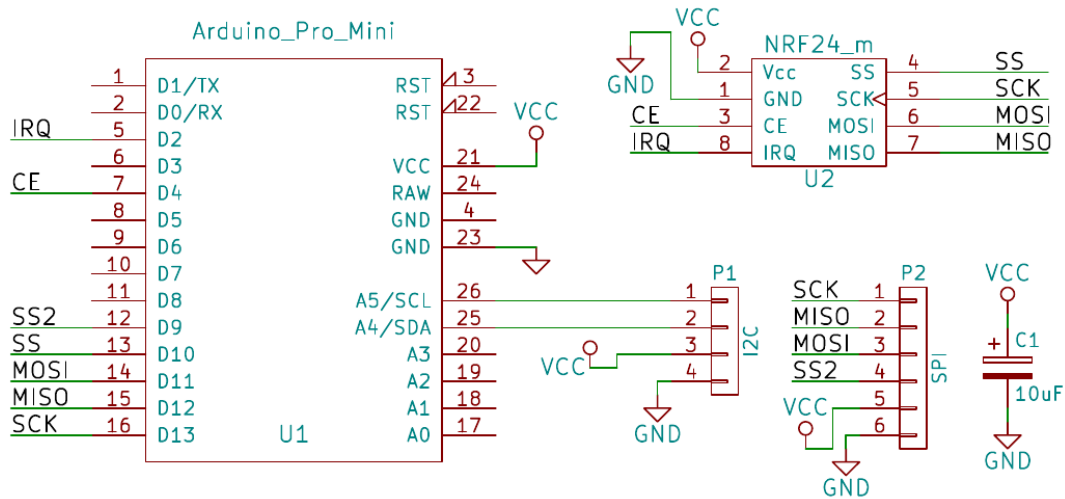 Arduino_Pro_Mini
1 D1/TX RST 3
2 D0/RX RST 22
IRQ 5 D2
6 D3 VCC 21 VCC
CE 7 D4 RAW 24
8 D5 GND 4
9 D6 GND 23
10 D7
11 D8 A5/SCL 26
SS2 12 D9 A4/SDA 25
SS 13 D10 A3 20
MOSI 14 D11 A2 19
MISO 15 D12 A1 18
SCK 16 D13 A0 17
U1
VCC
NRF24_m
GND
2 Vcc SS 4 SS
1 GND SCK 5 SCK
CE 3 CE MOSI 6 MOSI
IRQ 8 IRQ MISO 7 MISO
U2
P1
1
2
VCC 3
4
I2C
GND
P2
SCK 1
MISO 2
MOSI 3
SS2 4
VCC 5
6
SPI
GND
VCC
+ C1
10uF
GND